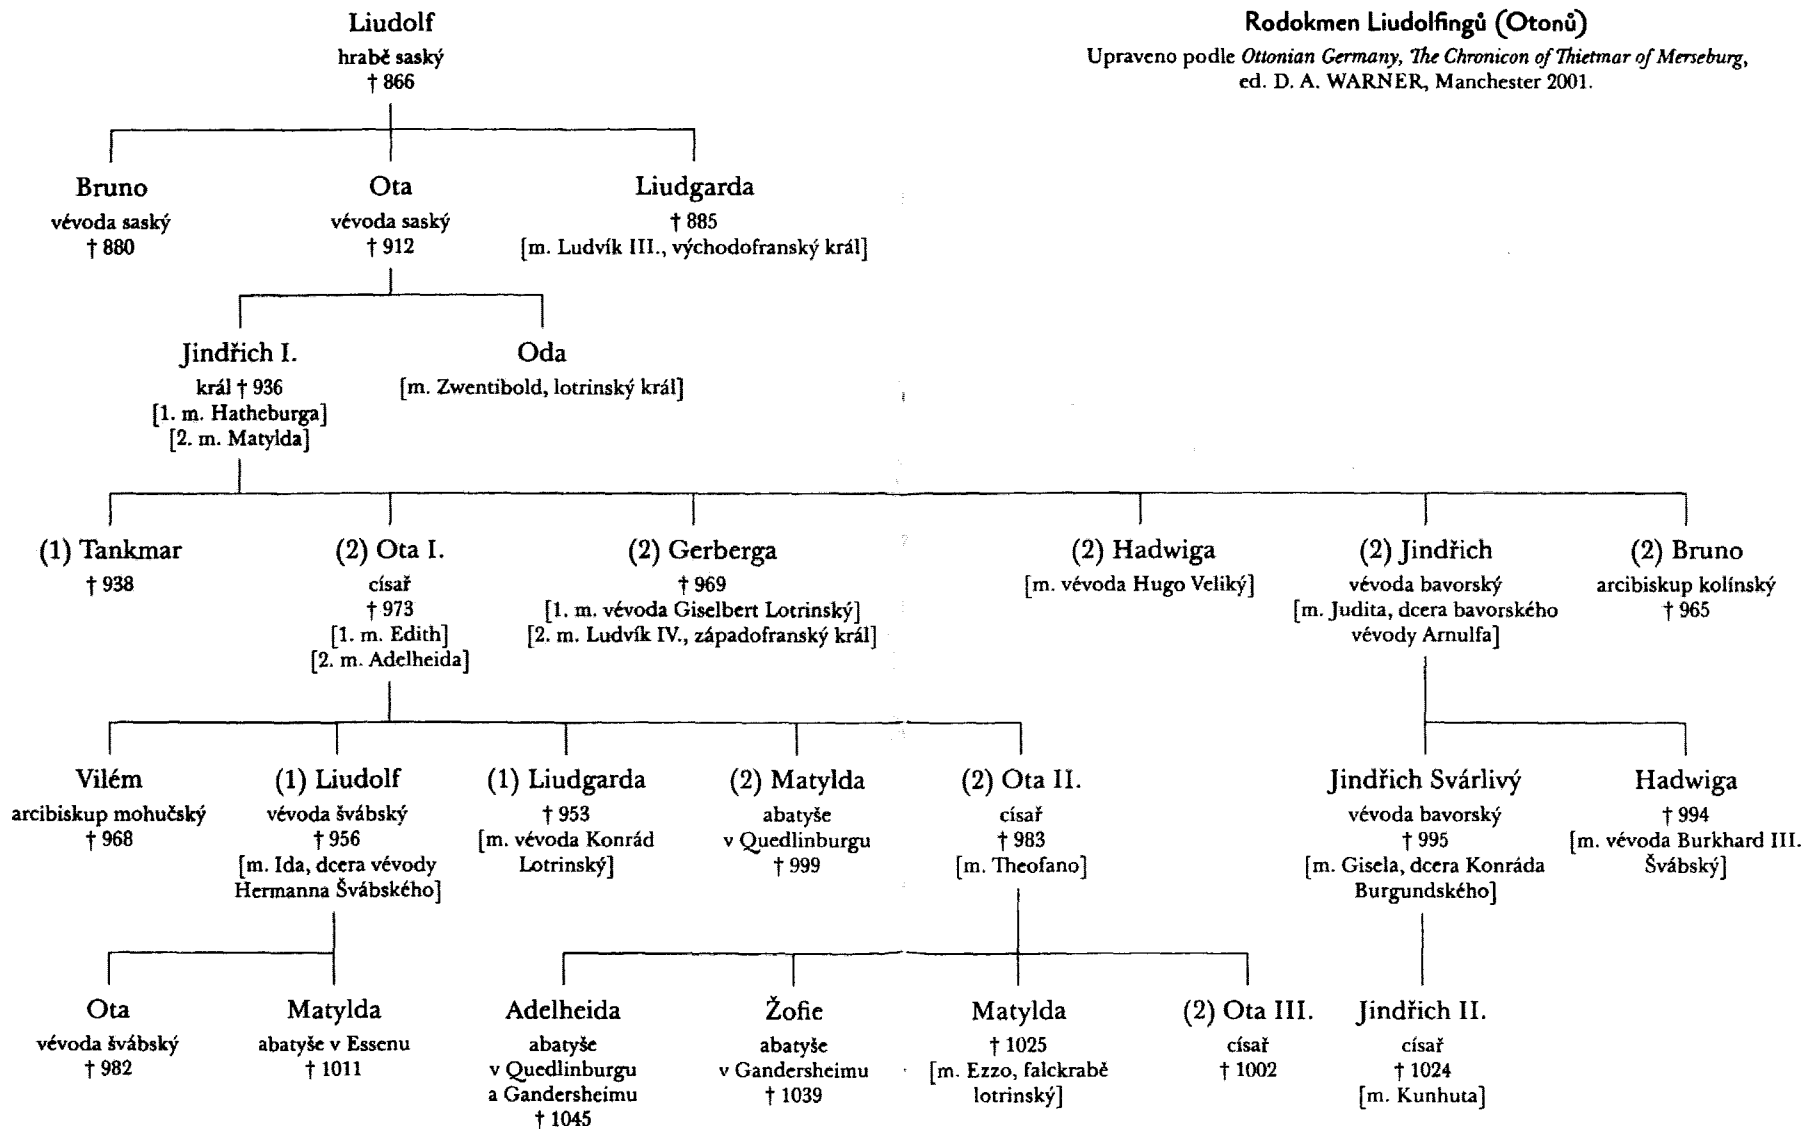 Rodokmen Liudolfingů (Otonů)
Upraveno podle Ottonian Germany, The Chronicon of Thietmar of Merseburg,
ed. D. A. WARNER, Manchester 2001.
Liudolf
hrabě saský
† 866
Bruno
vévoda saský
† 880
Ota
vévoda saský
† 912
Liudgarda
† 885
[m. Ludvík III., východofranský král]
Jindřich I.
král † 936
[1. m. Hatheburga]
[2. m. Matylda]
Oda
[m. Zwentibold, lotrinský král]
(1) Tankmar
† 938
(2) Ota I.
císař
† 973
[1. m. Edith]
[2. m. Adelheida]
(2) Gerberga
† 969
[1. m. vévoda Giselbert Lotrinský]
[2. m. Ludvík IV., západofranský král]
(2) Hadwiga
[m. vévoda Hugo Veliký]
(2) Jindřich
vévoda bavorský
[m. Judita, dcera bavorského
vévody Arnulfa]
(2) Bruno
arcibiskup kolínský
† 965
Vilém
arcibiskup mohučský
† 968
(1) Liudolf
vévoda švábský
† 956
[m. Ida, dcera vévody
Hermanna Švábského]
(1) Liudgarda
† 953
[m. vévoda Konrád
Lotrinský]
(2) Matylda
abatyše
v Quedlinburgu
† 999
(2) Ota II.
císař
† 983
[m. Theofano]
Jindřich Svárlivý
vévoda bavorský
† 995
[m. Gisela, dcera Konráda
Burgundského]
Hadwiga
† 994
[m. vévoda Burkhard III.
Švábský]
Ota
vévoda švábský
† 982
Matylda
abatyše v Essenu
† 1011
Adelheida
abatyše
v Quedlinburgu
a Gandersheimu
† 1045
Žofie
abatyše
v Gandersheimu
† 1039
Matylda
† 1025
[m. Ezzo, falckrabě
lotrinský]
(2) Ota III.
císař
† 1002
Jindřich II.
císař
† 1024
[m. Kunhuta]